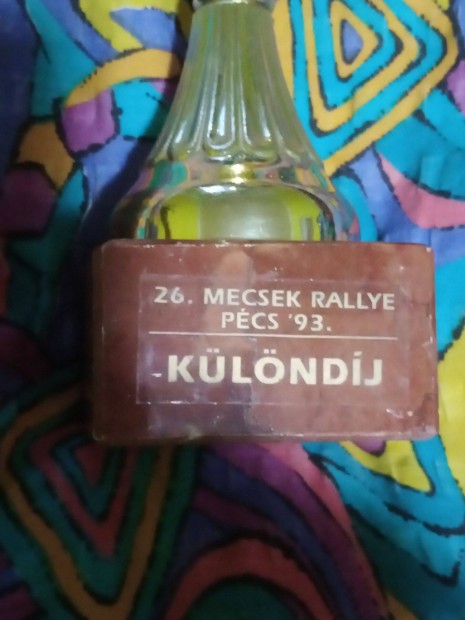 26. MECSEK RALLYE
PÉCS '93.
KÜLÖNDÍJ